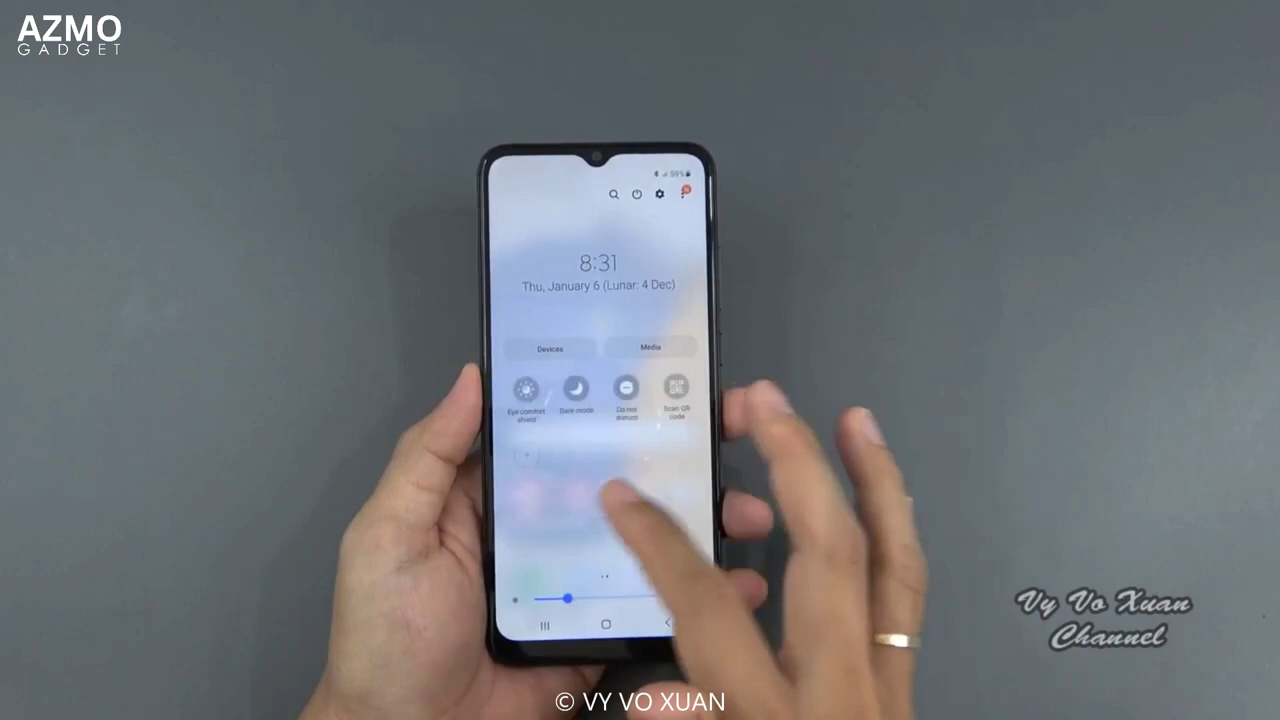 AZMO
GADGET
59%
8:31
Thu, January 6 (Lunar: 4 Dec)
Devices
Media
Eye comfort
shield
Dark mode
Do not
disturb
Scan QR
code
Vy Vo Xuan
Channel
© VY VO XUAN